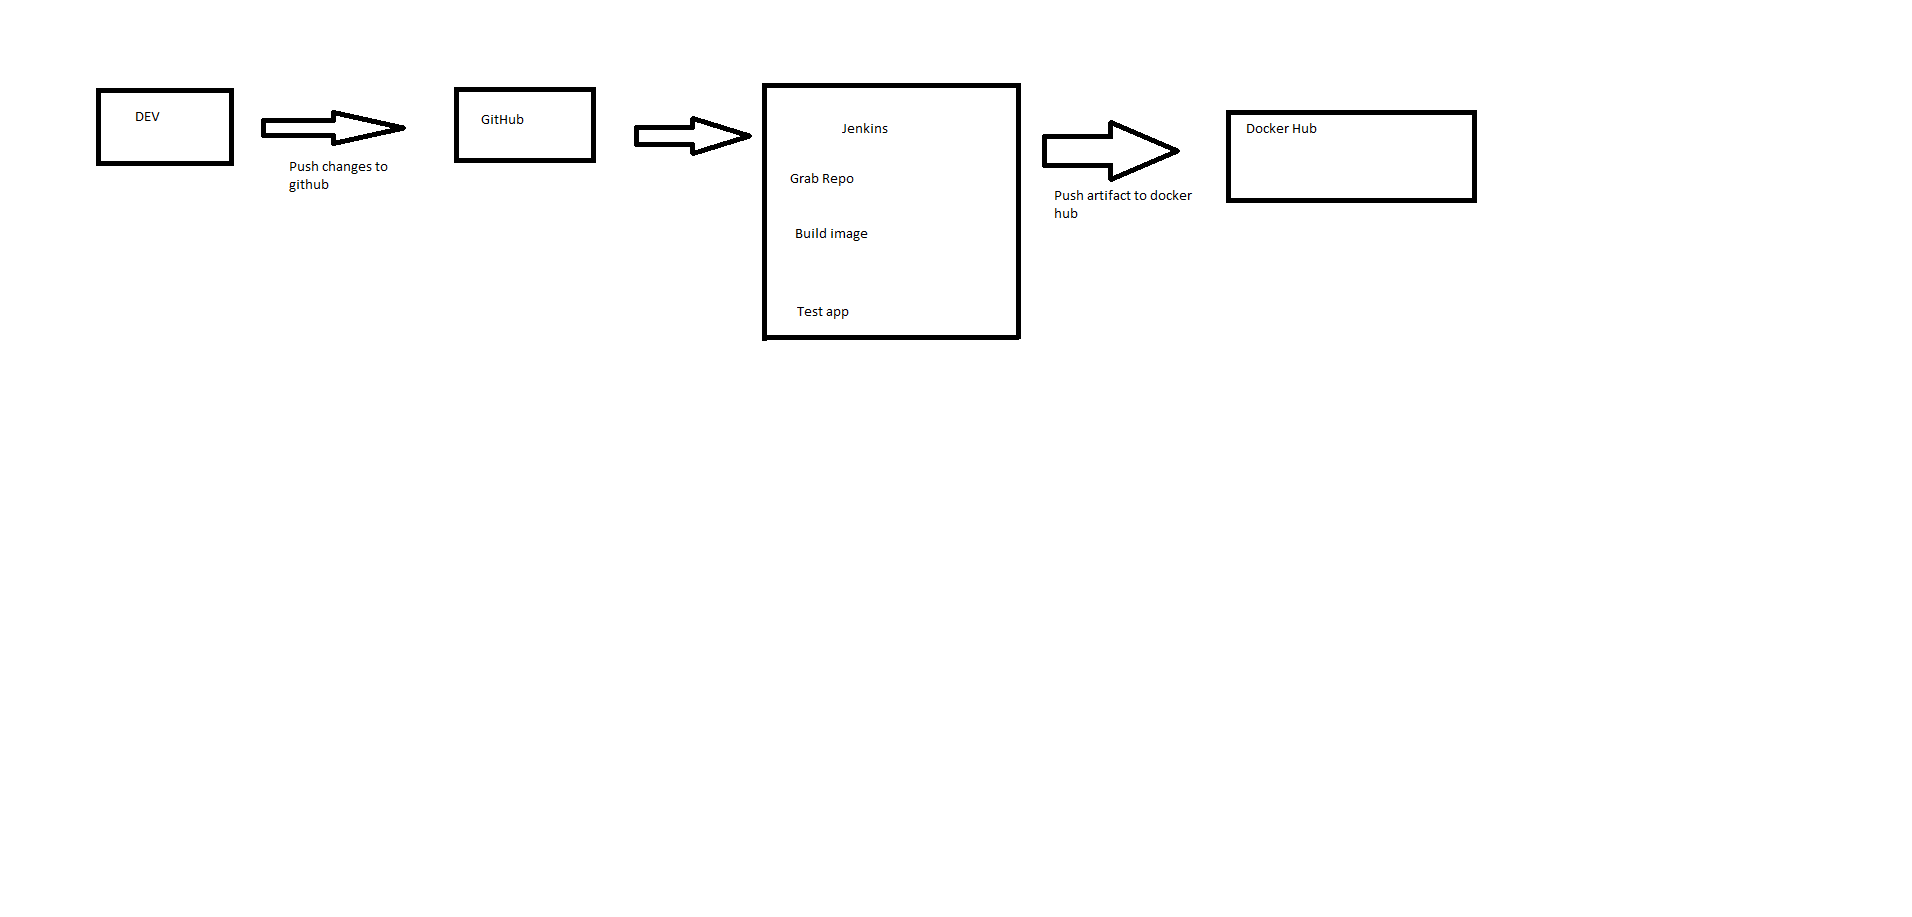 DEV
Push changes to
github
GitHub
Jenkins
Grab Repo
Build image
Test app
Push artifact to docker
hub
Docker Hub